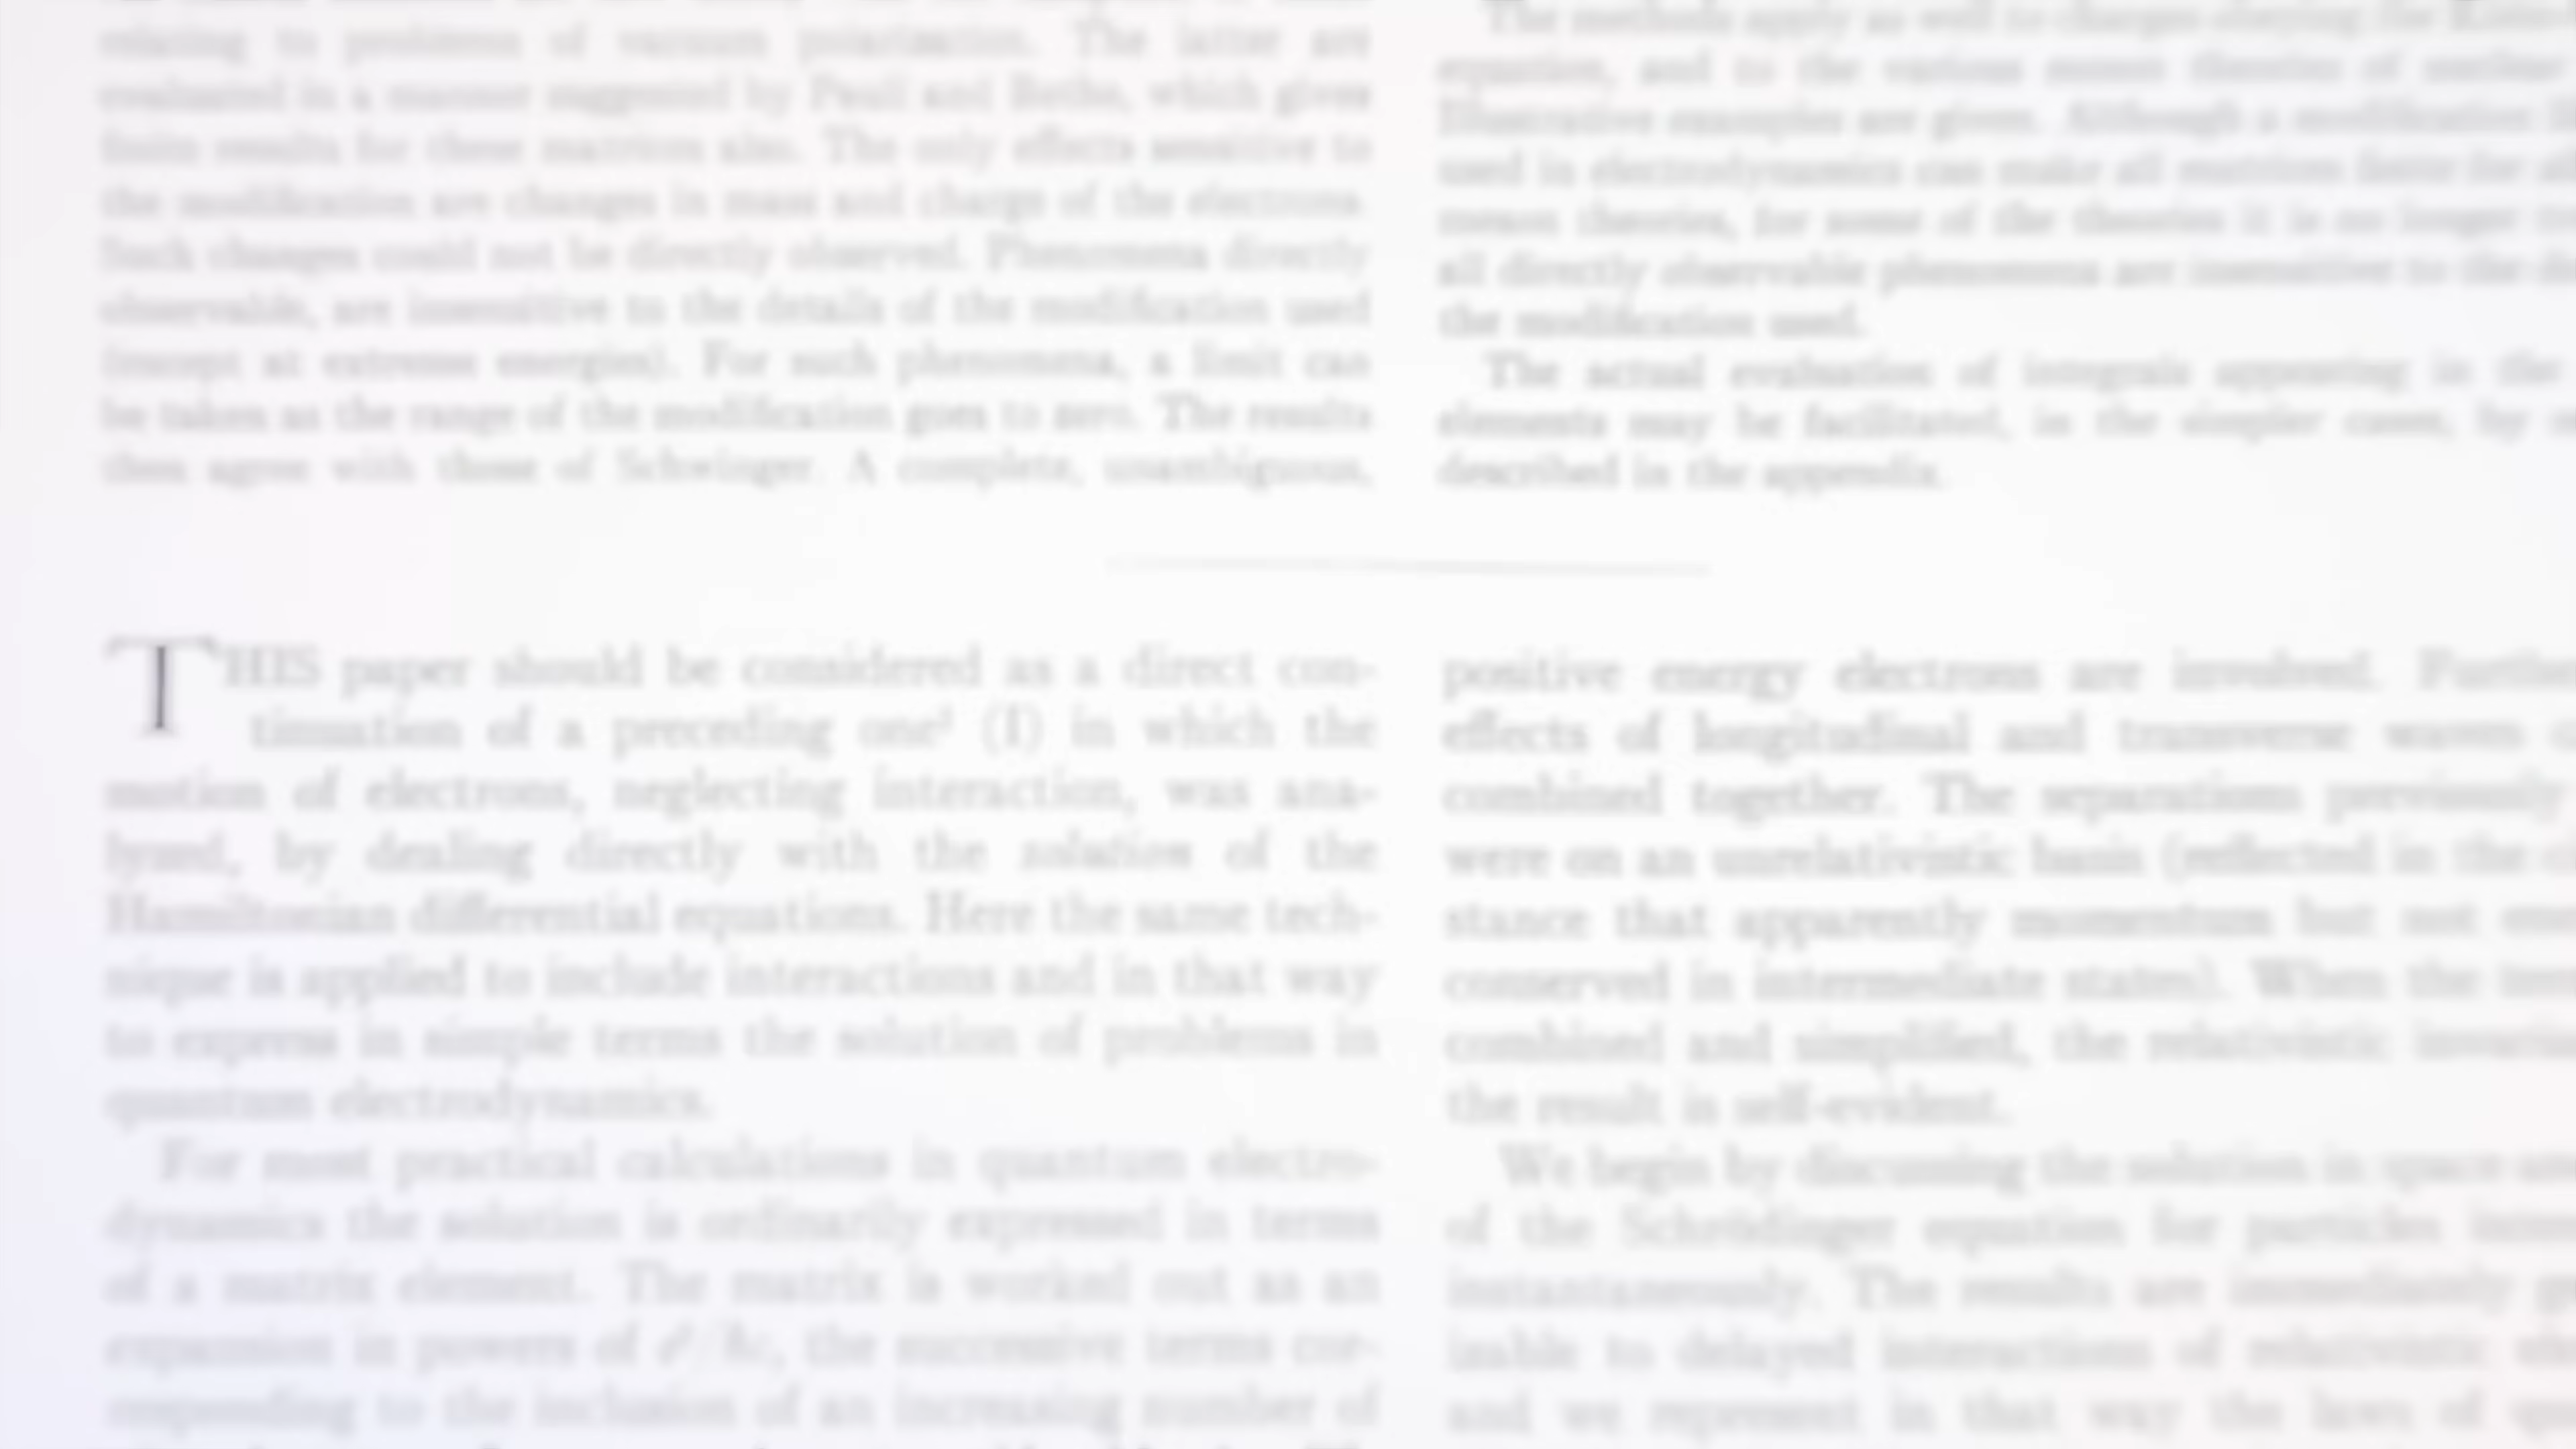 relating to problems of vacuum polarization. The latter are
evaluated in a manner suggested by Pauli and Bethe, which gives
finite results for these matrices also. The only effects sensitive to
the modification are changes in mass and charge of the electrons.
Such changes could not be directly observed. Phenomena directly
observable, are insensitive to the details of the modification used
(except at extreme energies). For such phenomena, a limit can
be taken as the range of the modification goes to zero. The results
then agree with those of Schwinger. A complete, unambiguous,
The methods apply as well to charges obeying the
equation, and to the various meson theories of nuclear
Illustrative examples are given. Although a modification
used in electrodynamics can make all matrices finite for
meson theories, for some of the theories it is no longer
all directly observable phenomena are insensitive to the
the modification used.
The actual evaluation of integrals appearing in the
elements may be facilitated, in the simpler cases, by
described in the appendix.
THIS paper should be considered as a direct con-
tinuation of a preceding one¹ (I) in which the
motion of electrons, neglecting interaction, was ana-
lyzed, by dealing directly with the solution of the
Hamiltonian differential equations. Here the same tech-
nique is applied to include interactions and in that way
to express in simple terms the solution of problems in
quantum electrodynamics.
For most practical calculations in quantum electro-
dynamics the solution is ordinarily expressed in terms
of a matrix element. The matrix is worked out as an
expansion in powers of e²/ħc, the successive terms cor-
responding to the inclusion of an increasing number of
positive energy electrons are involved. Further
effects of longitudinal and transverse waves
combined together. The separations previously
were on an unrelativistic basis (reflected in the
stance that apparently momentum but not
conserved in intermediate states). When the
combined and simplified, the relativistic
the result is self-evident.
We begin by discussing the solution in space
of the Schrödinger equation for particles
instantaneously. The results are immediately
izable to delayed interactions of relativistic
and we represent in that way the laws of